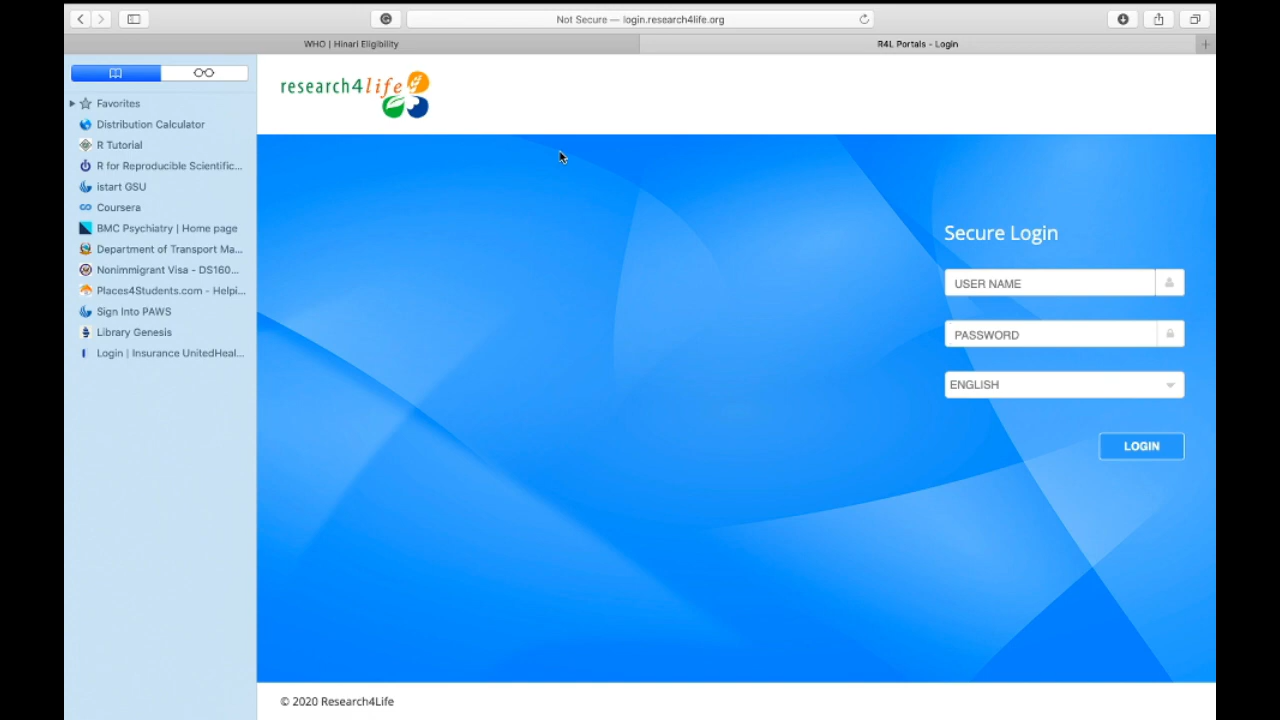 Not Secure — login.research4life.org
WHO | Hinari Eligibility
R4L Portals - Login
Favorites
Distribution Calculator
R Tutorial
R for Reproducible Scientific...
istart GSU
Coursera
BMC Psychiatry | Home page
Department of Transport Ma...
Nonimmigrant Visa - DS160...
Places4Students.com - Helpi...
Sign Into PAWS
Library Genesis
Login | Insurance UnitedHeal...
research4life
Secure Login
USER NAME
PASSWORD
ENGLISH
LOGIN
© 2020 Research4Life